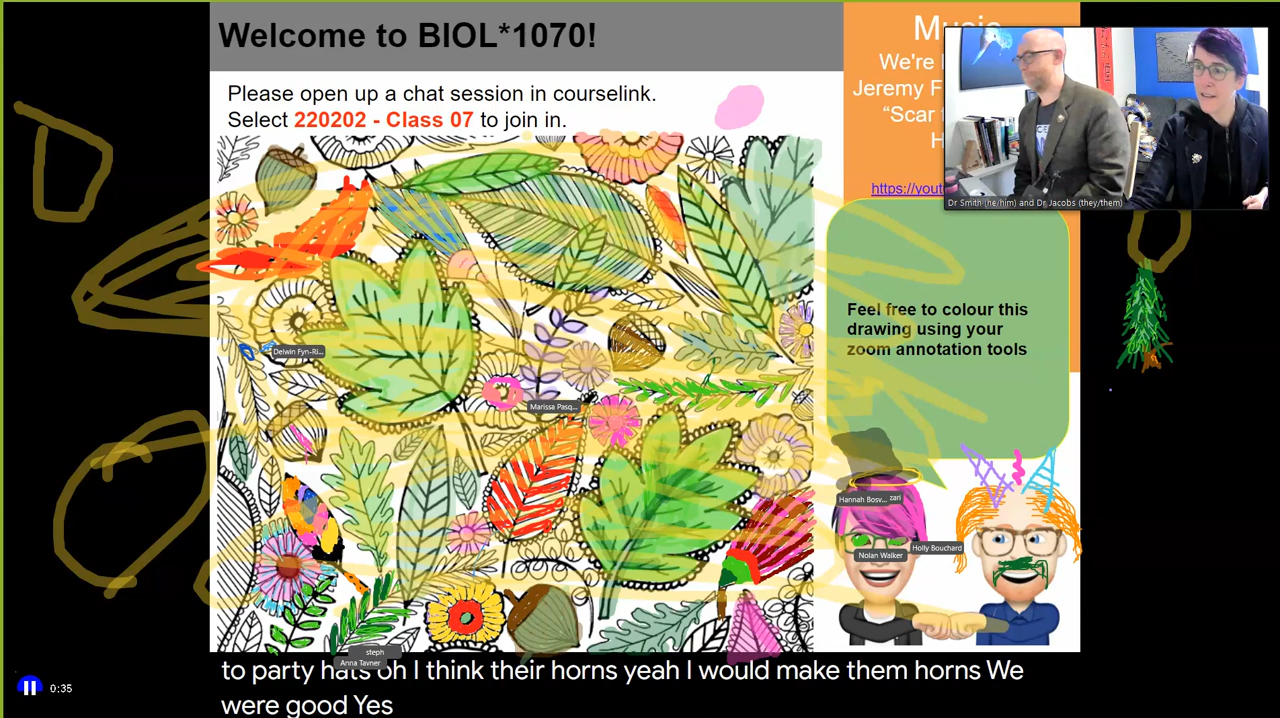 Welcome to BIOL*1070!
Please open up a chat session in courselink.
Select 220202 - Class 07 to join in.
We're
Jeremy F
“Scar
https://yout
Dr Smith (he/him) and Dr Jacobs (they/them)
Feel free to colour this
drawing using your
zoom annotation tools
Delwin Fyn-Ri...
Marissa Pasq...
Hannah Bosv... zari
Nolan Walker
Holly Bouchard
steph
Anna Tavner
to party hats oh I think their horns yeah I would make them horns We
were good Yes
0:35